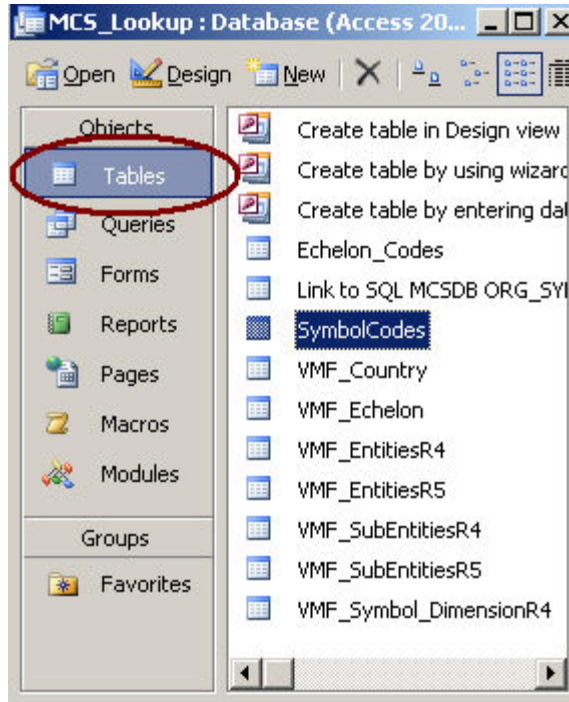 MCS_Lookup : Database (Access 20...
Open Design New
Objects
Tables
Queries
Forms
Reports
Pages
Macros
Modules
Groups
Favorites
Create table in Design view
Create table by using wizard
Create table by entering dat
Echelon_Codes
Link to SQL MCSDB ORG_SYI
SymbolCodes
VMF_Country
VMF_Echelon
VMF_EntitiesR4
VMF_EntitiesR5
VMF_SubEntitiesR4
VMF_SubEntitiesR5
VMF_Symbol_DimensionR4